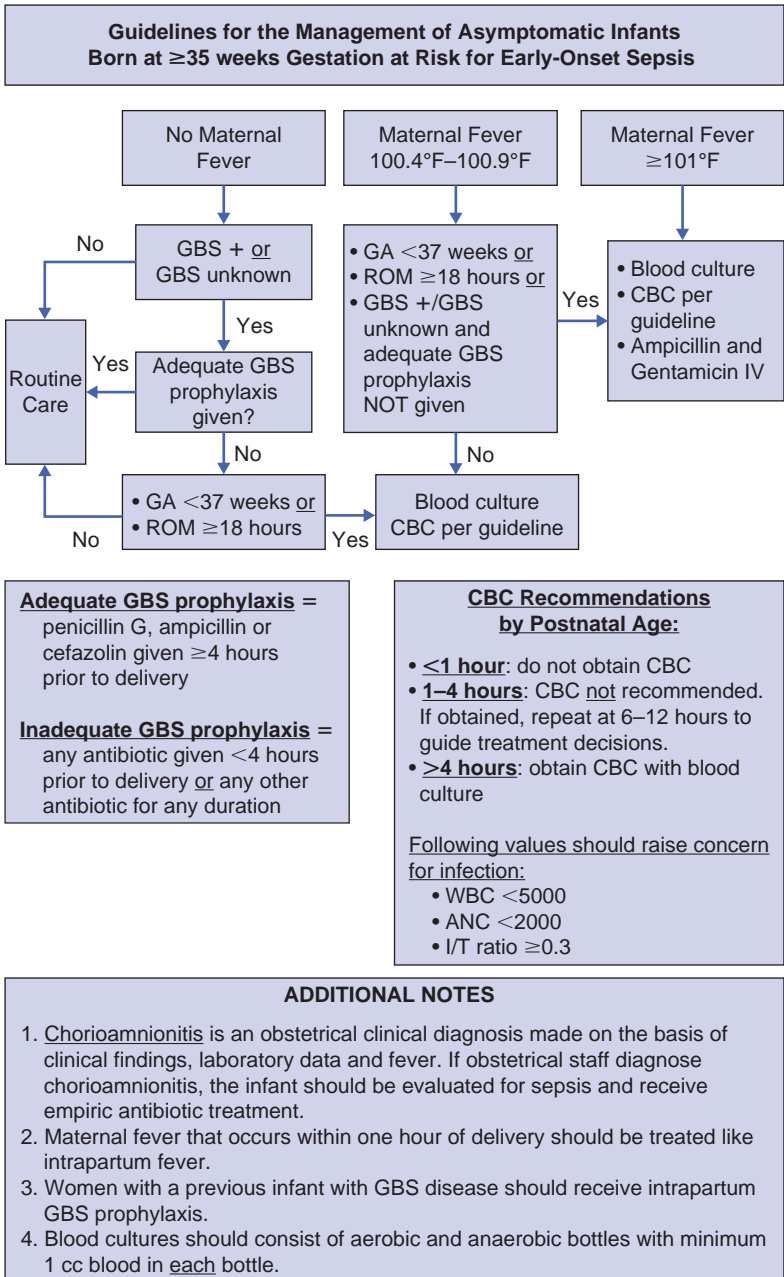 Guidelines for the Management of Asymptomatic Infants
Born at ≥35 weeks Gestation at Risk for Early-Onset Sepsis
No Maternal
Fever
Maternal Fever
100.4°F–100.9°F
Maternal Fever
≥101°F
No
GBS + or
GBS unknown
Yes
• GA <37 weeks or
• ROM ≥18 hours or
• GBS +/GBS
unknown and
adequate GBS
prophylaxis
NOT given
Yes
• Blood culture
• CBC per
guideline
• Ampicillin and
Gentamicin IV
Routine
Care
Yes
Adequate GBS
prophylaxis
given?
No
No
• GA <37 weeks or
• ROM ≥18 hours
No
Yes
Blood culture
CBC per guideline
Adequate GBS prophylaxis =
penicillin G, ampicillin or
cefazolin given ≥4 hours
prior to delivery
Inadequate GBS prophylaxis =
any antibiotic given <4 hours
prior to delivery or any other
antibiotic for any duration
CBC Recommendations
by Postnatal Age:
• <1 hour: do not obtain CBC
• 1–4 hours: CBC not recommended.
If obtained, repeat at 6–12 hours to
guide treatment decisions.
• >4 hours: obtain CBC with blood
culture
Following values should raise concern
for infection:
• WBC <5000
• ANC <2000
• I/T ratio ≥0.3
ADDITIONAL NOTES
1. Chorioamnionitis is an obstetrical clinical diagnosis made on the basis of
clinical findings, laboratory data and fever. If obstetrical staff diagnose
chorioamnionitis, the infant should be evaluated for sepsis and receive
empiric antibiotic treatment.
2. Maternal fever that occurs within one hour of delivery should be treated like
intrapartum fever.
3. Women with a previous infant with GBS disease should receive intrapartum
GBS prophylaxis.
4. Blood cultures should consist of aerobic and anaerobic bottles with minimum
1 cc blood in each bottle.